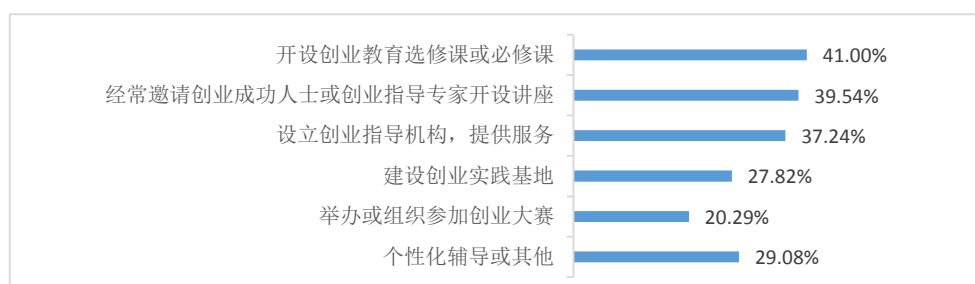 开设创业教育选修课或必修课 41.00%
经常邀请创业成功人士或创业指导专家开设讲座 39.54%
设立创业指导机构，提供服务 37.24%
建设创业实践基地 27.82%
举办或组织参加创业大赛 20.29%
个性化辅导或其他 29.08%